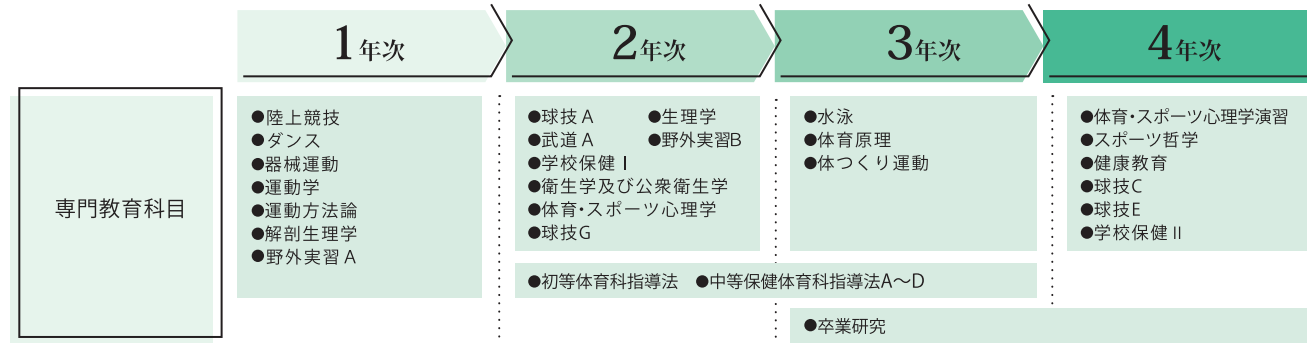 1年次 2年次 3年次 4年次
専門教育科目
●陸上競技
●ダンス
●器械運動
●運動学
●運動方法論
●解剖生理学
●野外実習A
●球技A ●生理学
●武道A ●野外実習B
●学校保健Ⅰ
●衛生学及び公衆衛生学
●体育・スポーツ心理学
●球技G
●水泳
●体育原理
●体つくり運動
●体育・スポーツ心理学演習
●スポーツ哲学
●健康教育
●球技C
●球技E
●学校保健Ⅱ
●初等体育科指導法 ●中等保健体育科指導法A〜D
●卒業研究